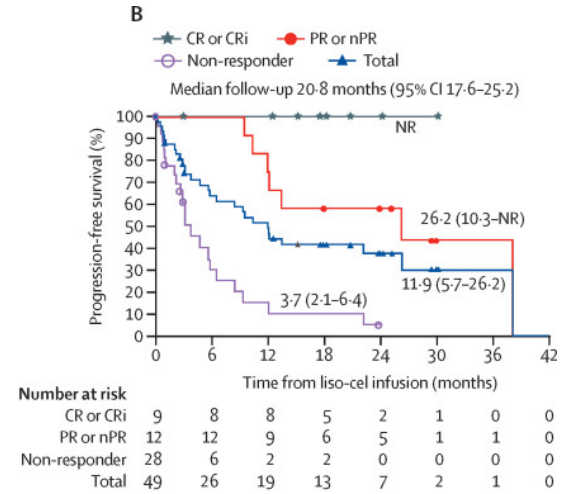 B
CR or CRi PR or nPR
Non-responder Total
Median follow-up 20·8 months (95% CI 17·6–25·2)
100
90
80
70
60
50
40
30
20
10
0
Progression-free survival (%)
NR
26·2 (10·3–NR)
11·9 (5·7–26·2)
3·7 (2·1–6·4)
0 6 12 18 24 30 36 42
Time from liso-cel infusion (months)
Number at risk
CR or CRi 9 8 8 5 2 1 0 0
PR or nPR 12 12 9 6 5 1 1 0
Non-responder 28 6 2 2 0 0 0 0
Total 49 26 19 13 7 2 1 0